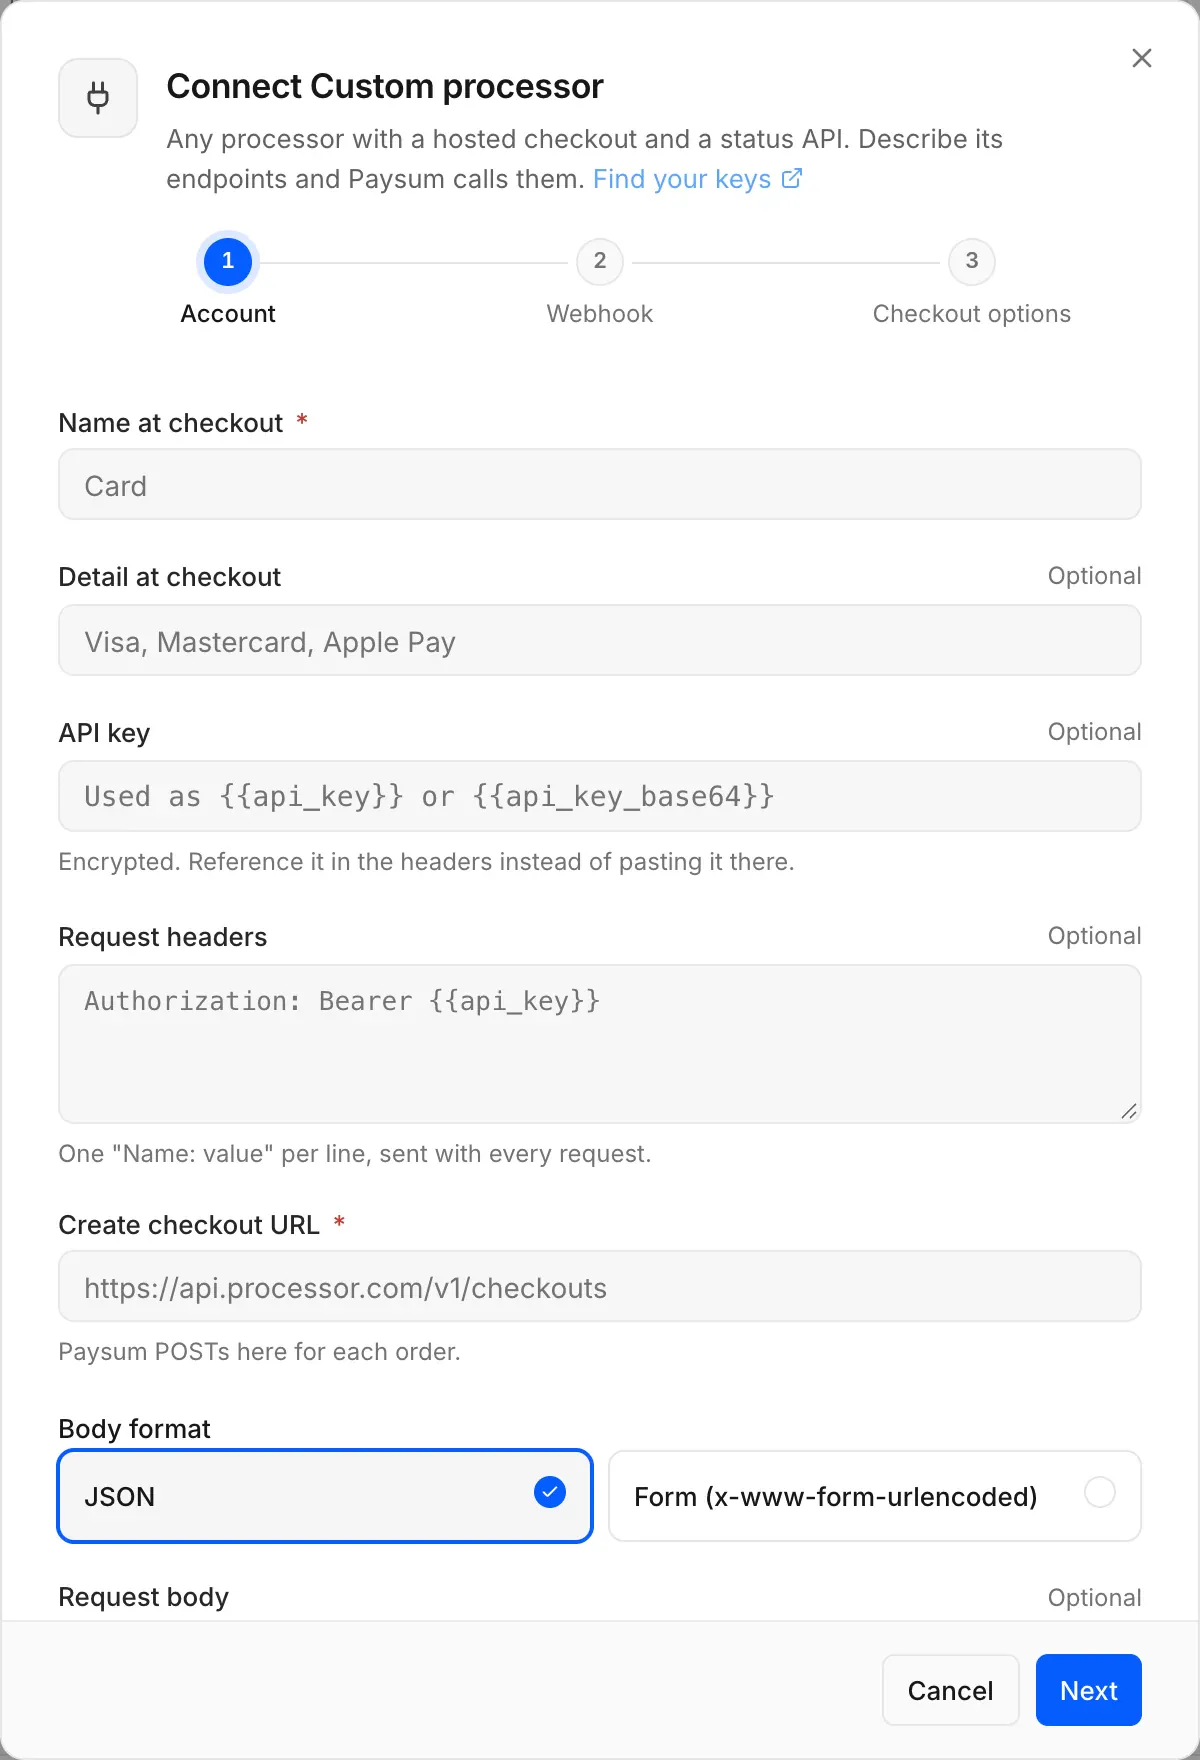 Connect Custom processor
Any processor with a hosted checkout and a status API. Describe its
endpoints and Paysum calls them. Find your keys
1
2
3
Account
Webhook
Checkout options
Name at checkout *
Card
Detail at checkout
Optional
Visa, Mastercard, Apple Pay
API key
Optional
Used as {{api_key}} or {{api_key_base64}}
Encrypted. Reference it in the headers instead of pasting it there.
Request headers
Optional
Authorization: Bearer {{api_key}}
One "Name: value" per line, sent with every request.
Create checkout URL *
https://api.processor.com/v1/checkouts
Paysum POSTs here for each order.
Body format
JSON
Form (x-www-form-urlencoded)
Request body
Optional
Cancel
Next